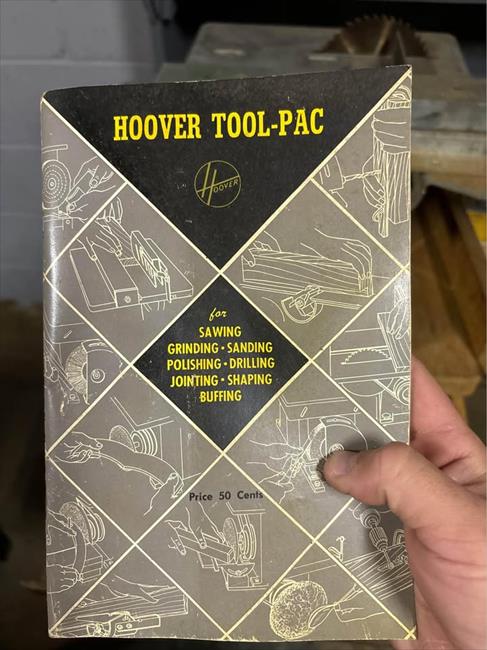 HOOVER TOOL-PAC
HOOVER
for
SAWING
GRINDING • SANDING
POLISHING • DRILLING
JOINTING • SHAPING
BUFFING
Price 50 Cents